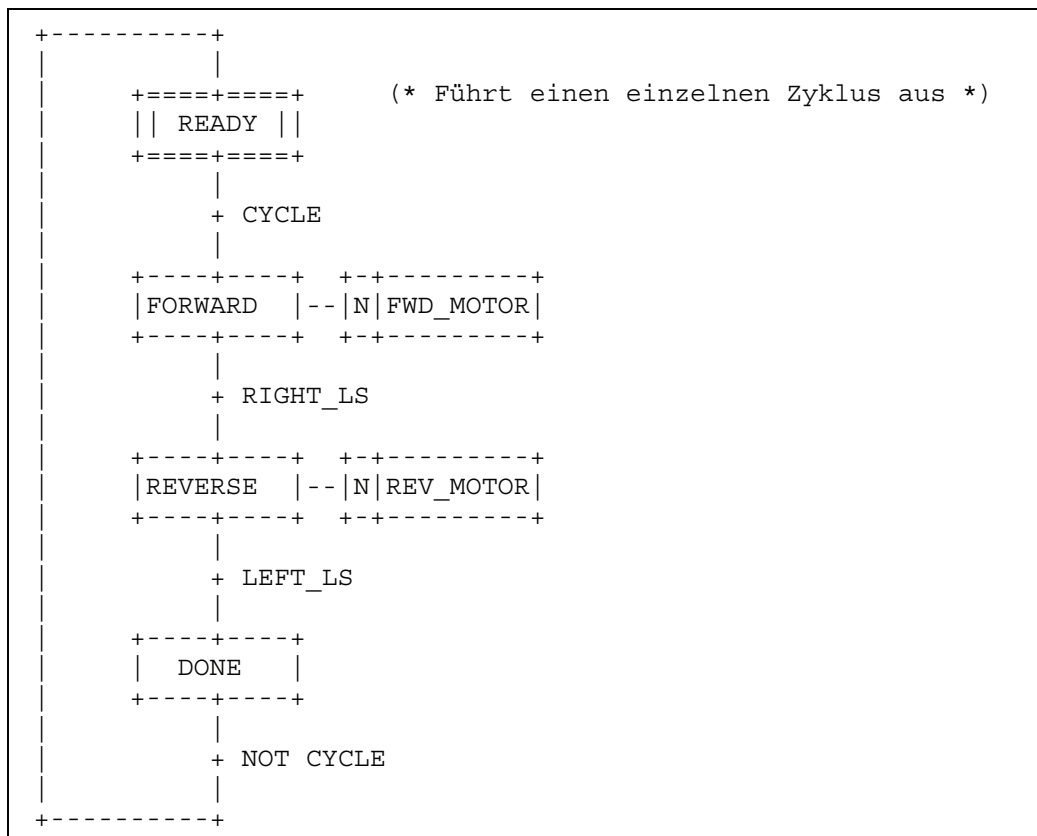 (* Führt einen einzelnen Zyklus aus *)
READY
CYCLE
FORWARD N FWD_MOTOR
RIGHT_LS
REVERSE N REV_MOTOR
LEFT_LS
DONE
NOT CYCLE